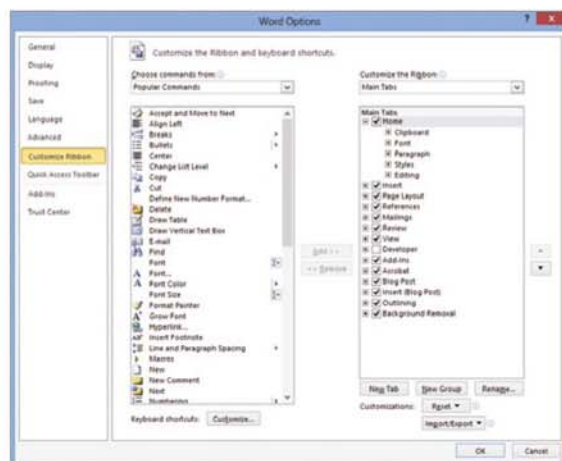 Word Options
General
Display
Proofing
Save
Language
Advanced
Customize Ribbon
Quick Access Toolbar
Add-Ins
Trust Center
Customize the Ribbon and keyboard shortcuts.
Choose commands from:
Popular Commands
Accept and Move to Next
Align Left
Breaks
Bullets
Center
Change List Level
Copy
Cut
Define New Number Format...
Delete
Draw Table
Draw Vertical Text Box
E-mail
Find
Font
Font...
Font Color
Font Size
Format Painter
Grow Font
Hyperlink...
Insert Footnote
Line and Paragraph Spacing
Macros
New
New Comment
Next
Numbering
Keyboard shortcuts: Customize...
Add >>
<< Remove
Customize the Ribbon:
Main Tabs
Main Tabs
Home
Clipboard
Font
Paragraph
Styles
Editing
Insert
Page Layout
References
Mailings
Review
View
Developer
Add-Ins
Acrobat
Blog Post
Insert (Blog Post)
Outlining
Background Removal
New Tab New Group Rename...
Customizations: Reset
Import/Export
OK Cancel